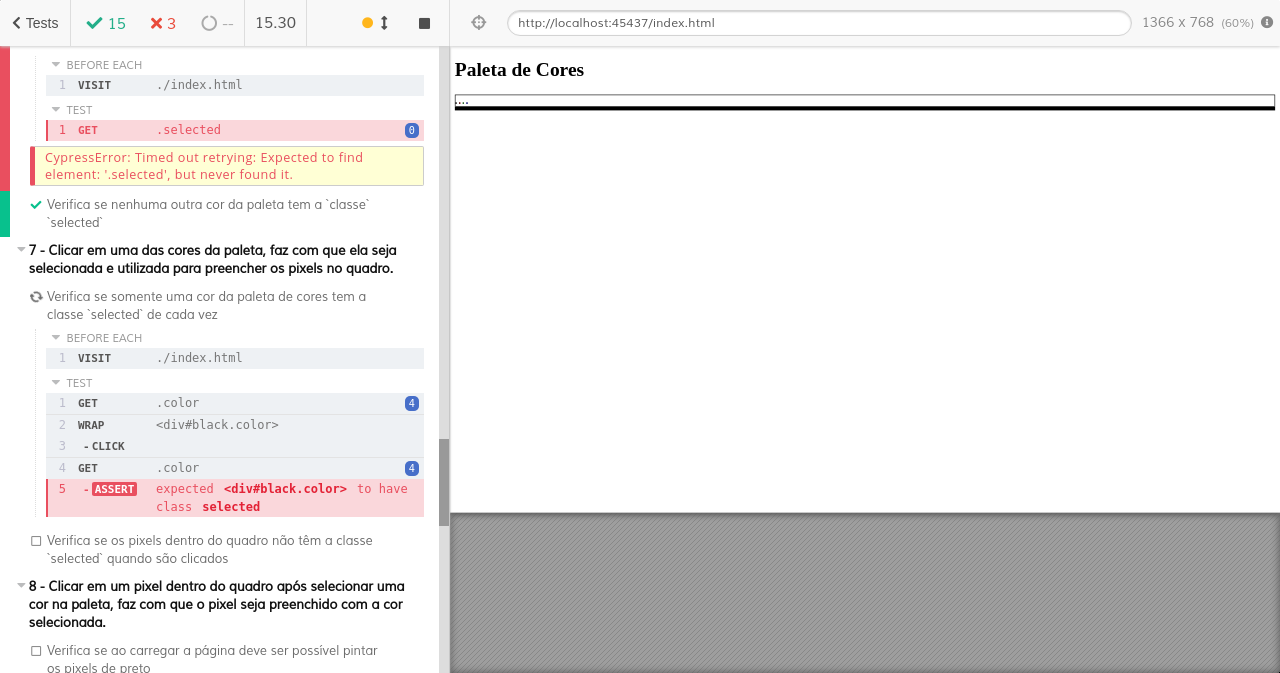 Tests 15 3 -- 15.30
http://localhost:45437/index.html 1366 x 768 (60%)
BEFORE EACH
1 VISIT ./index.html
TEST
1 GET .selected 0
CypressError: Timed out retrying: Expected to find
element: '.selected', but never found it.
Verifica se nenhuma outra cor da paleta tem a `classe`
`selected`
7 - Clicar em uma das cores da paleta, faz com que ela seja
selecionada e utilizada para preencher os pixels no quadro.
Verifica se somente uma cor da paleta de cores tem a
classe `selected` de cada vez
BEFORE EACH
1 VISIT ./index.html
TEST
1 GET .color 4
2 WRAP <div#black.color>
3 - CLICK
4 GET .color 4
5 - ASSERT expected <div#black.color> to have
class selected
Verifica se os pixels dentro do quadro não têm a classe
`selected` quando são clicados
8 - Clicar em um pixel dentro do quadro após selecionar uma
cor na paleta, faz com que o pixel seja preenchido com a cor
selecionada.
Verifica se ao carregar a página deve ser possível pintar
os pixels de preto
Paleta de Cores
....